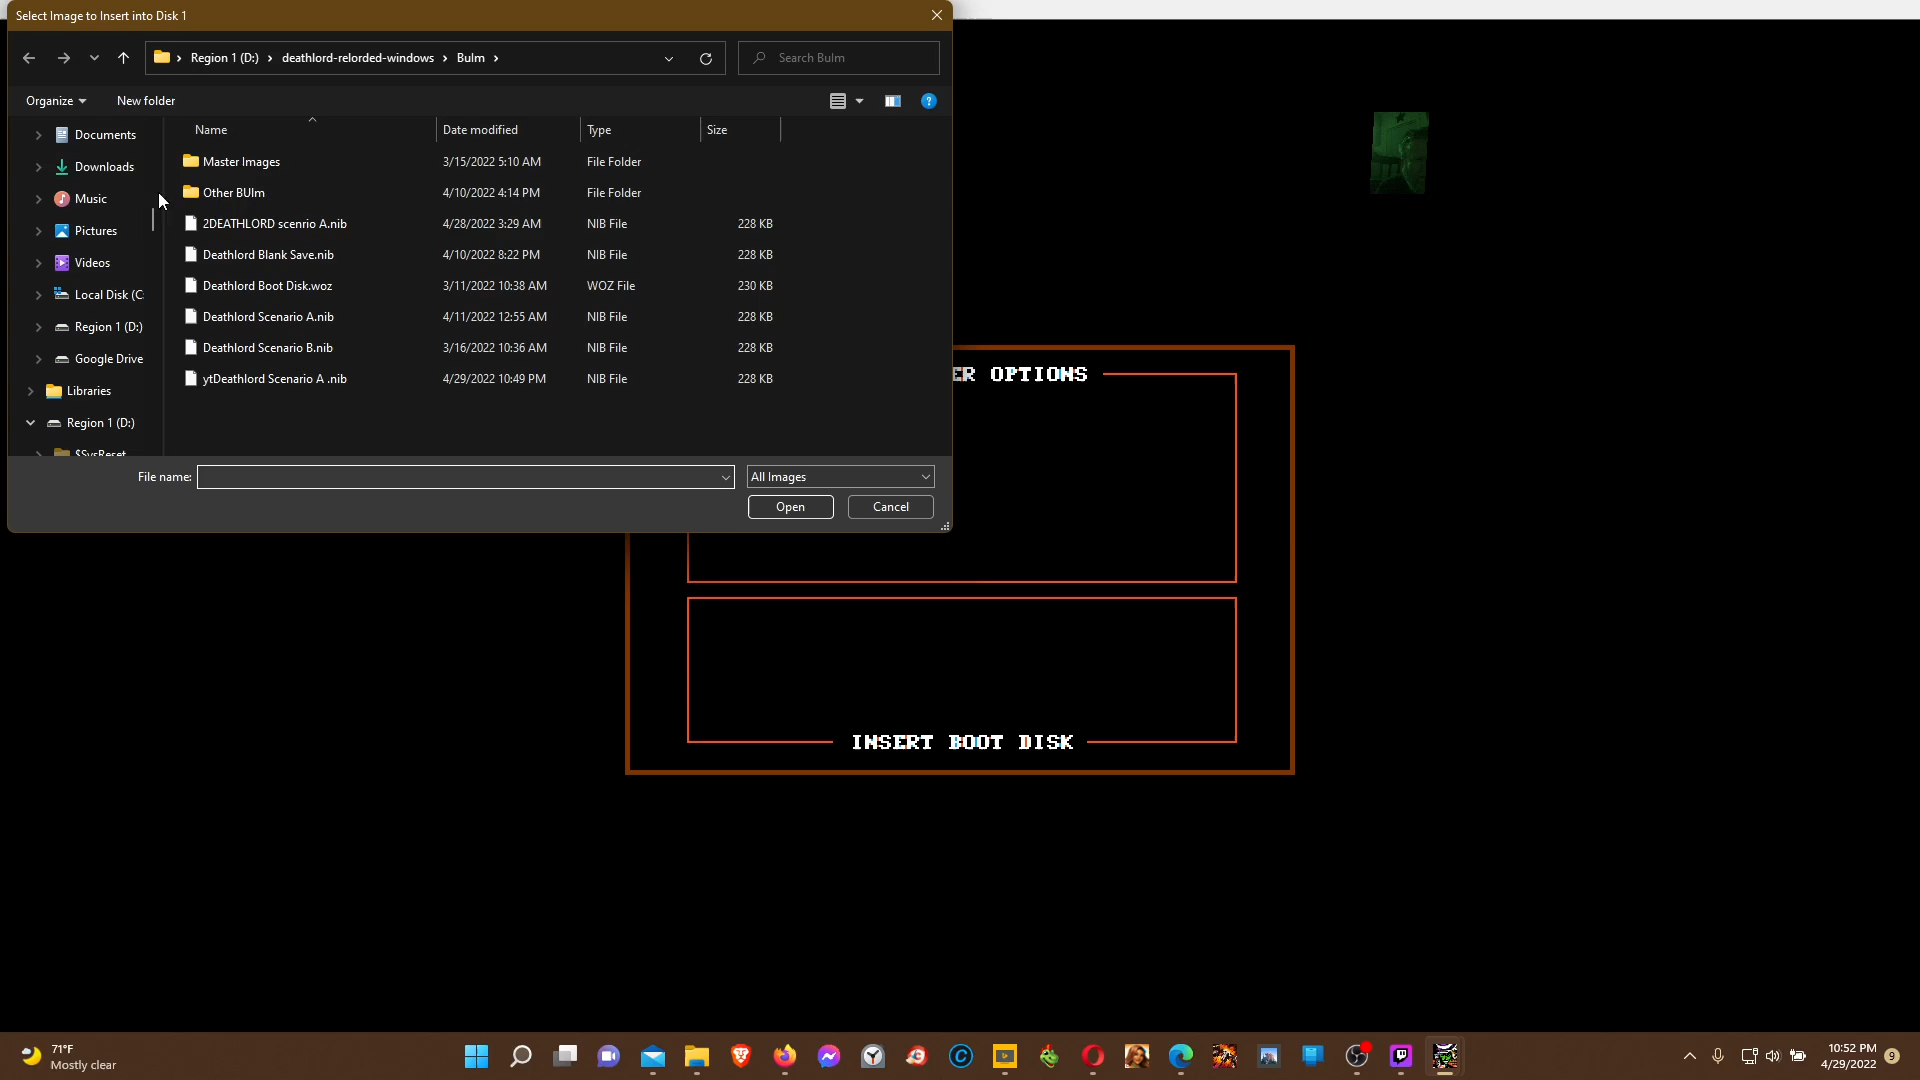 Select Image to Insert into Disk 1
Region 1 (D:) > deathlord-relorded-windows > Bulm >
Search Bulm
Organize
New folder
Name
Date modified
Type
Size
Documents
Downloads
Music
Pictures
Videos
Local Disk (C:
Region 1 (D:)
Google Drive
Libraries
Region 1 (D:)
$SysReset
Master Images 3/15/2022 5:10 AM File Folder
Other BUlm 4/10/2022 4:14 PM File Folder
2DEATHLORD scenrio A.nib 4/28/2022 3:29 AM NIB File 228 KB
Deathlord Blank Save.nib 4/10/2022 8:22 PM NIB File 228 KB
Deathlord Boot Disk.woz 3/11/2022 10:38 AM WOZ File 230 KB
Deathlord Scenario A.nib 4/11/2022 12:55 AM NIB File 228 KB
Deathlord Scenario B.nib 3/16/2022 10:36 AM NIB File 228 KB
ytDeathlord Scenario A .nib 4/29/2022 10:49 PM NIB File 228 KB
File name:
All Images
Open
Cancel
ER OPTIONS
INSERT BOOT DISK
71°F
Mostly clear
10:52 PM
4/29/2022
9